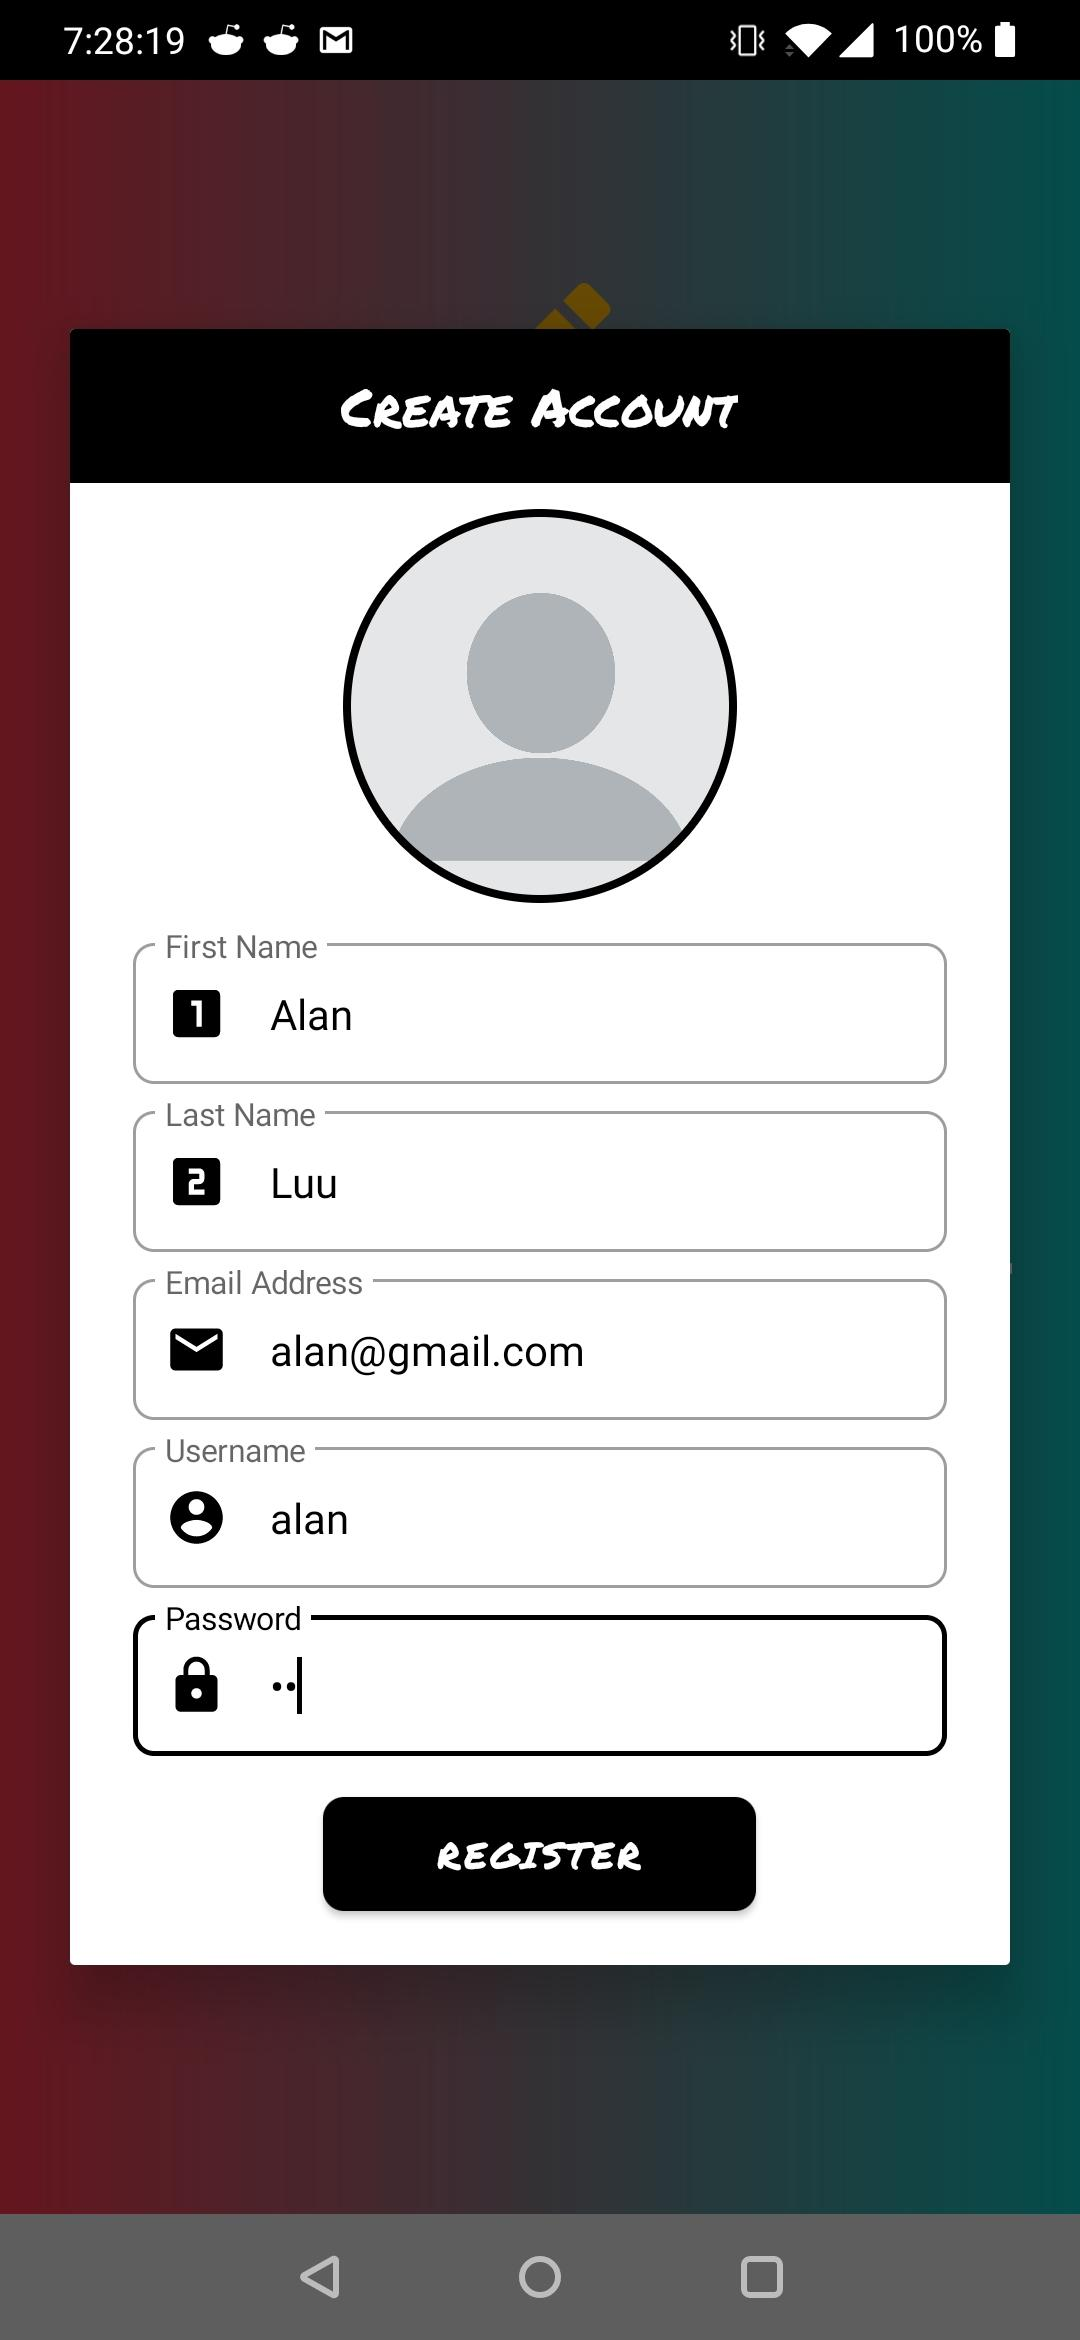 7:28:19 100%
Create Account
First Name
1 Alan
Last Name
2 Luu
Email Address
alan@gmail.com
Username
alan
Password
••
REGISTER